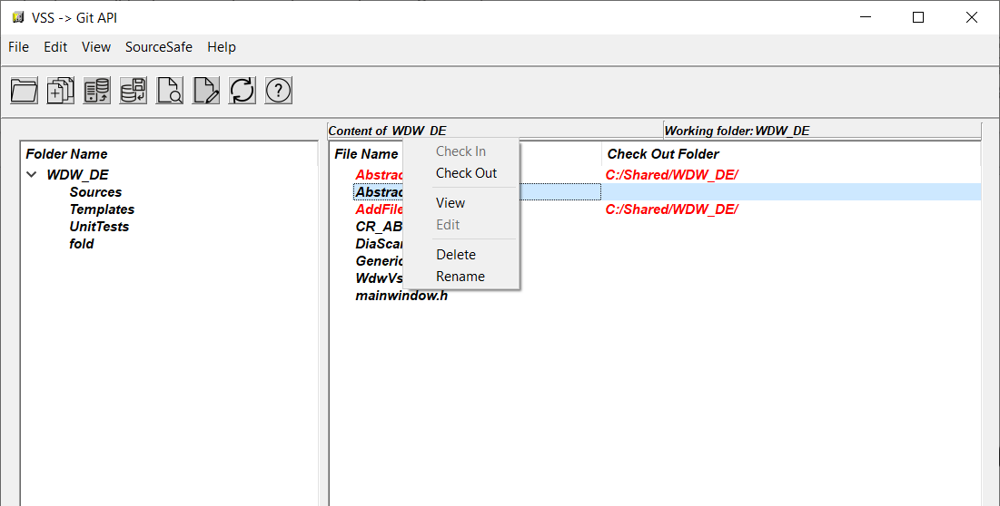 VSS -> Git API
File Edit View SourceSafe Help
Content of WDW_DE Working folder: WDW_DE
Folder Name
WDW_DE
Sources
Templates
UnitTests
fold
File Name Check Out Folder
Abstrac C:/Shared/WDW_DE/
Abstrac
AddFile C:/Shared/WDW_DE/
CR_AB
DiaScar
Generic
WdwVs
mainwindow.h
Check In
Check Out
View
Edit
Delete
Rename